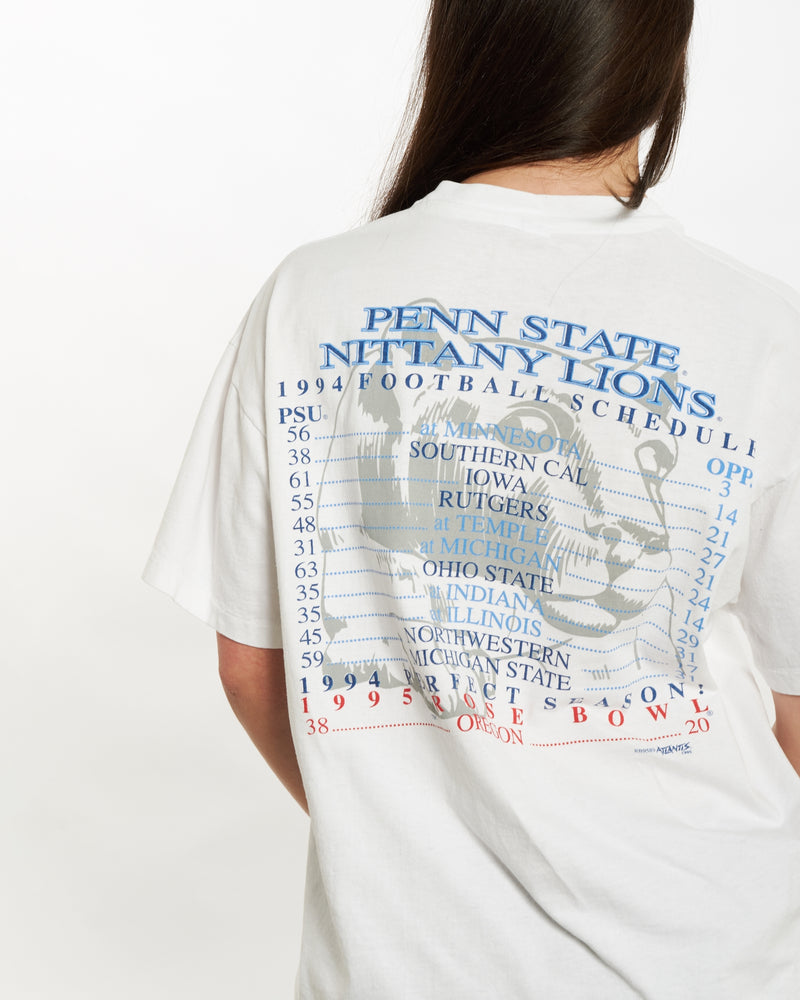 PENN STATE
NITTANY LIONS®
1994 FOOTBALL SCHEDULE
PSU® OPP.
56 at MINNESOTA 3
38 SOUTHERN CAL 14
61 IOWA 21
55 RUTGERS 27
48 at TEMPLE 21
31 at MICHIGAN 24
63 OHIO STATE 14
35 at INDIANA 29
35 at ILLINOIS 31
45 NORTHWESTERN 17
59 MICHIGAN STATE
1994 PERFECT SEASON!
1995 ROSE BOWL®
38 OREGON 20
ATLANTIS